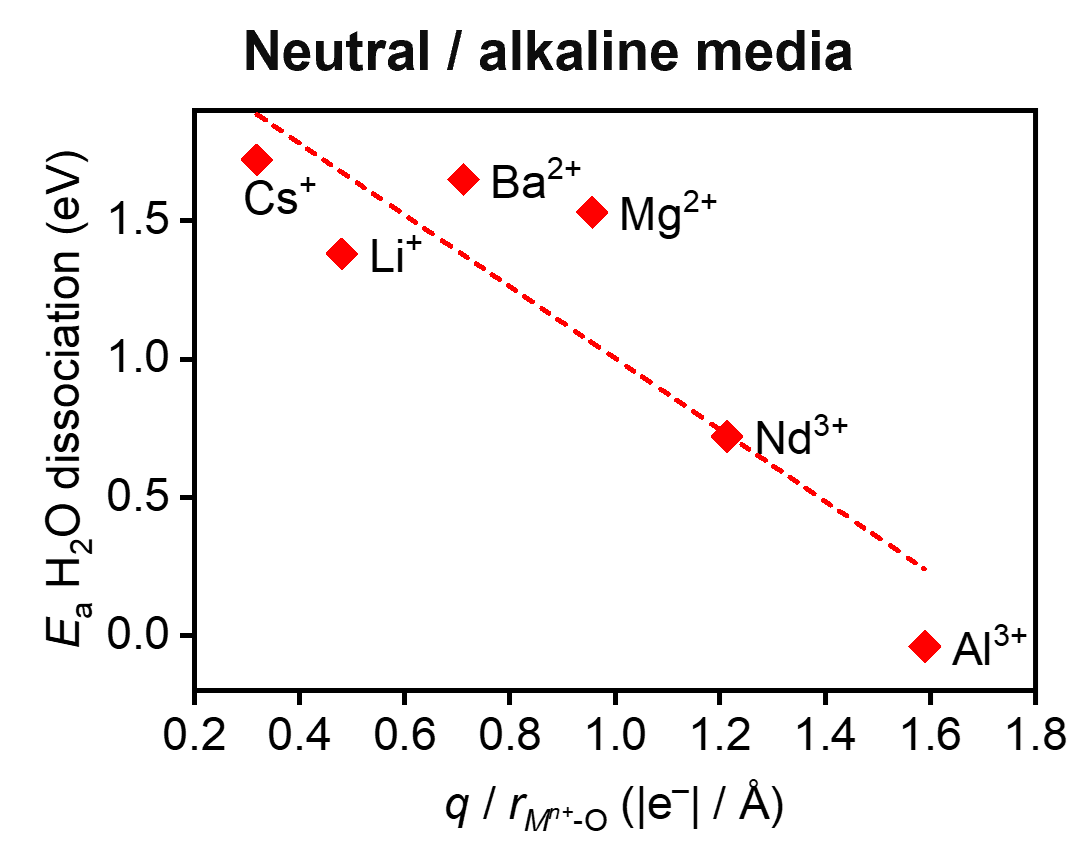 Neutral / alkaline media
Eₐ H₂O dissociation (eV)
1.5
1.0
0.5
0.0
Cs⁺
Li⁺
Ba²⁺
Mg²⁺
Nd³⁺
Al³⁺
0.2 0.4 0.6 0.8 1.0 1.2 1.4 1.6 1.8
q / r_Mⁿ⁺-O (|e⁻| / Å)